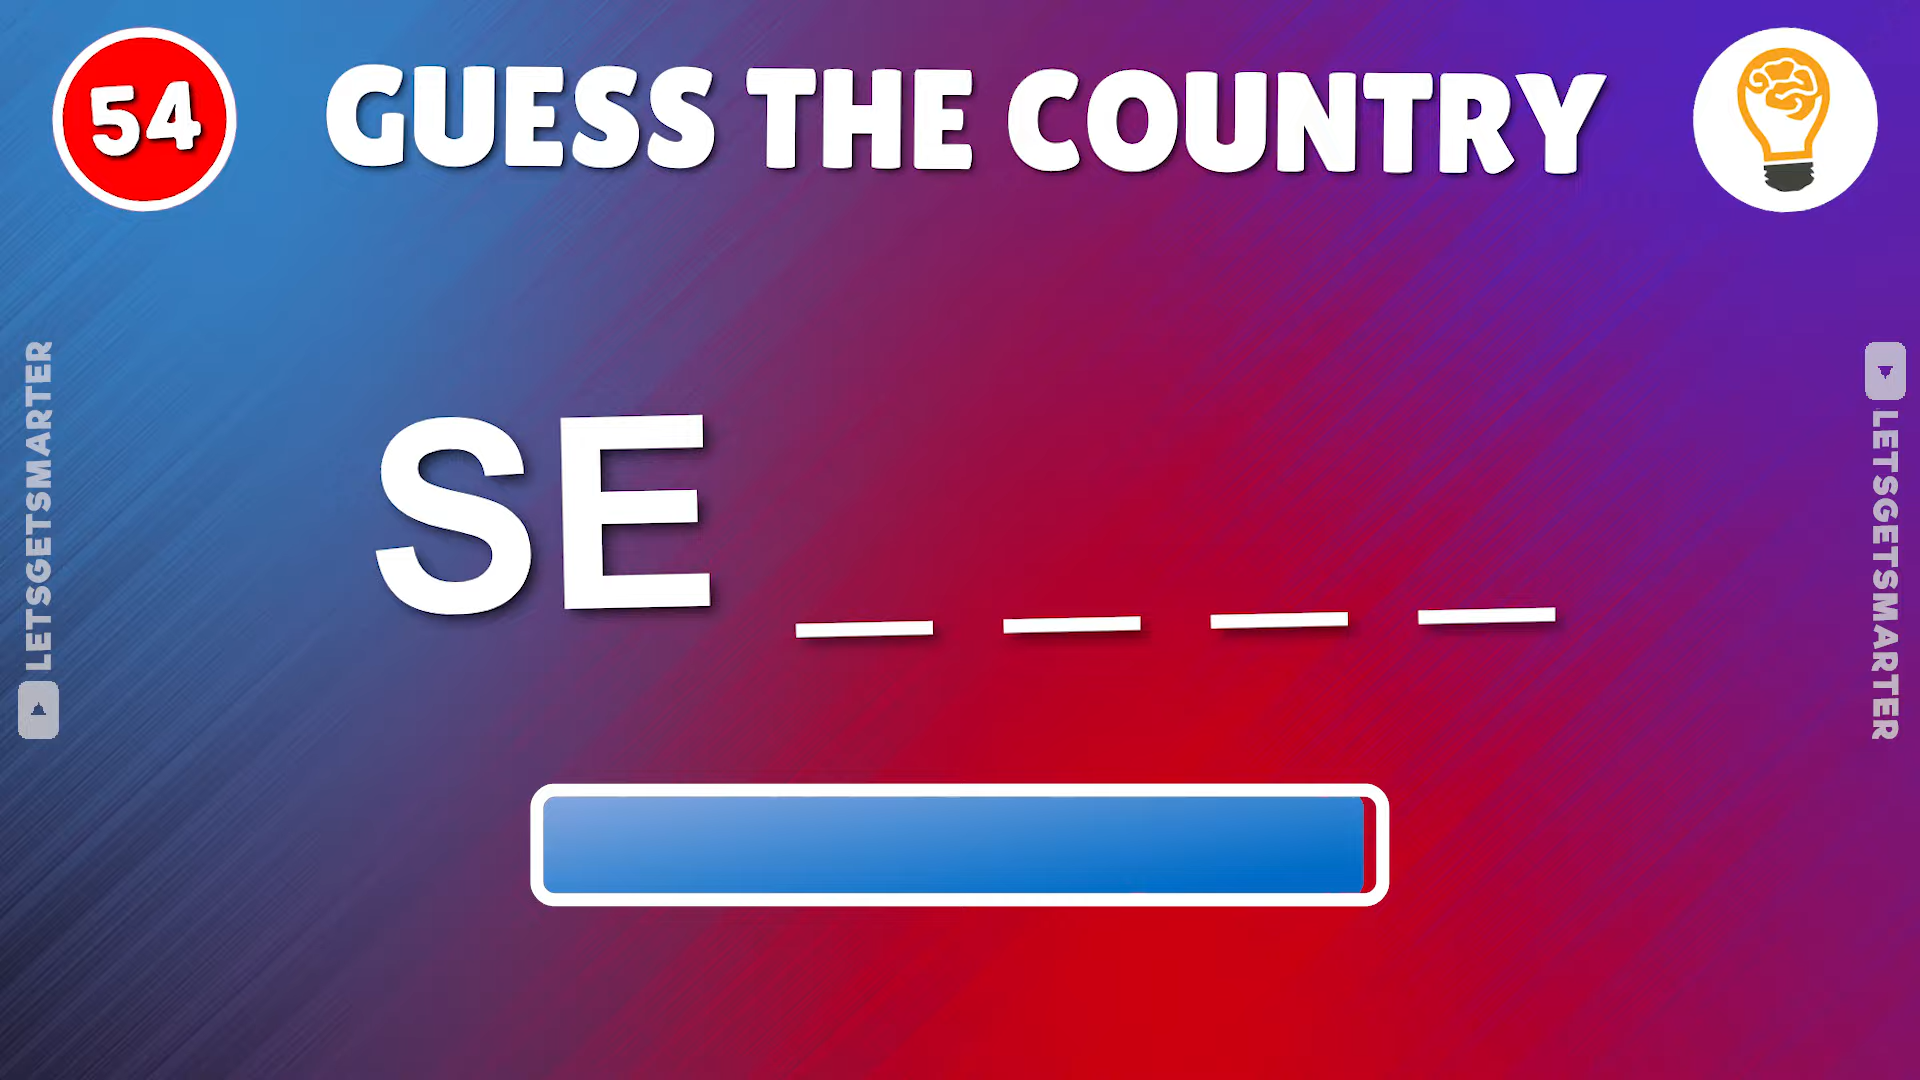 54
GUESS THE COUNTRY
SE _ _ _ _
LETSGETSMARTER
LETSGETSMARTER